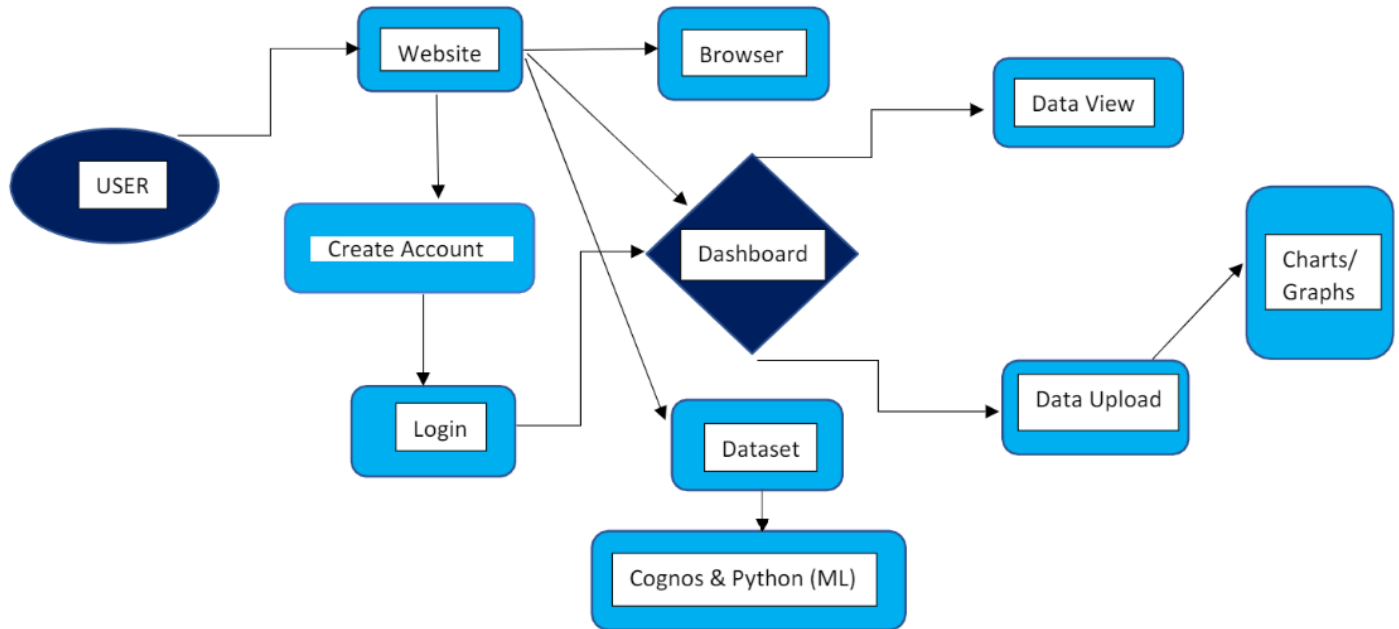 Website
Browser
Data View
USER
Create Account
Dashboard
Charts/
Graphs
Data Upload
Login
Dataset
Cognos & Python (ML)